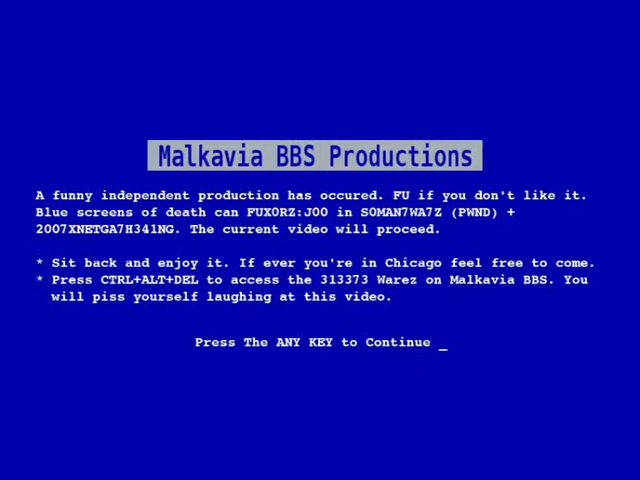 Malkavia BBS Productions
A funny independent production has occured. FU if you don't like it.
Blue screens of death can FUXORZ:JOO in SOMAN7WA7Z (PWND) +
2007XNETGA7H341NG. The current video will proceed.
* Sit back and enjoy it. If ever you're in Chicago feel free to come.
* Press CTRL+ALT+DEL to access the 313373 Warez on Malkavia BBS. You
will piss yourself laughing at this video.
Press The ANY KEY to Continue _